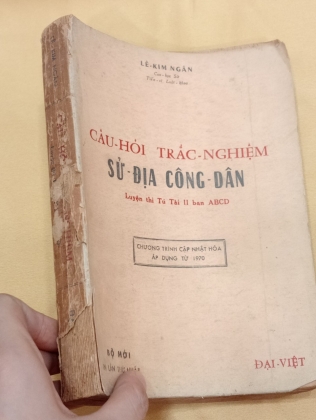 LÊ-KIM NGÂN
CÂU-HỎI TRẮC-NGHIỆM
SỬ-ĐỊA CÔNG-DÂN
Luyện thi Tú Tài II ban ABCD
CHƯƠNG TRÌNH CẬP NHẬT HÓA
ÁP DỤNG TỪ 1970
BỘ MỚI
ĐẠI-VIỆT